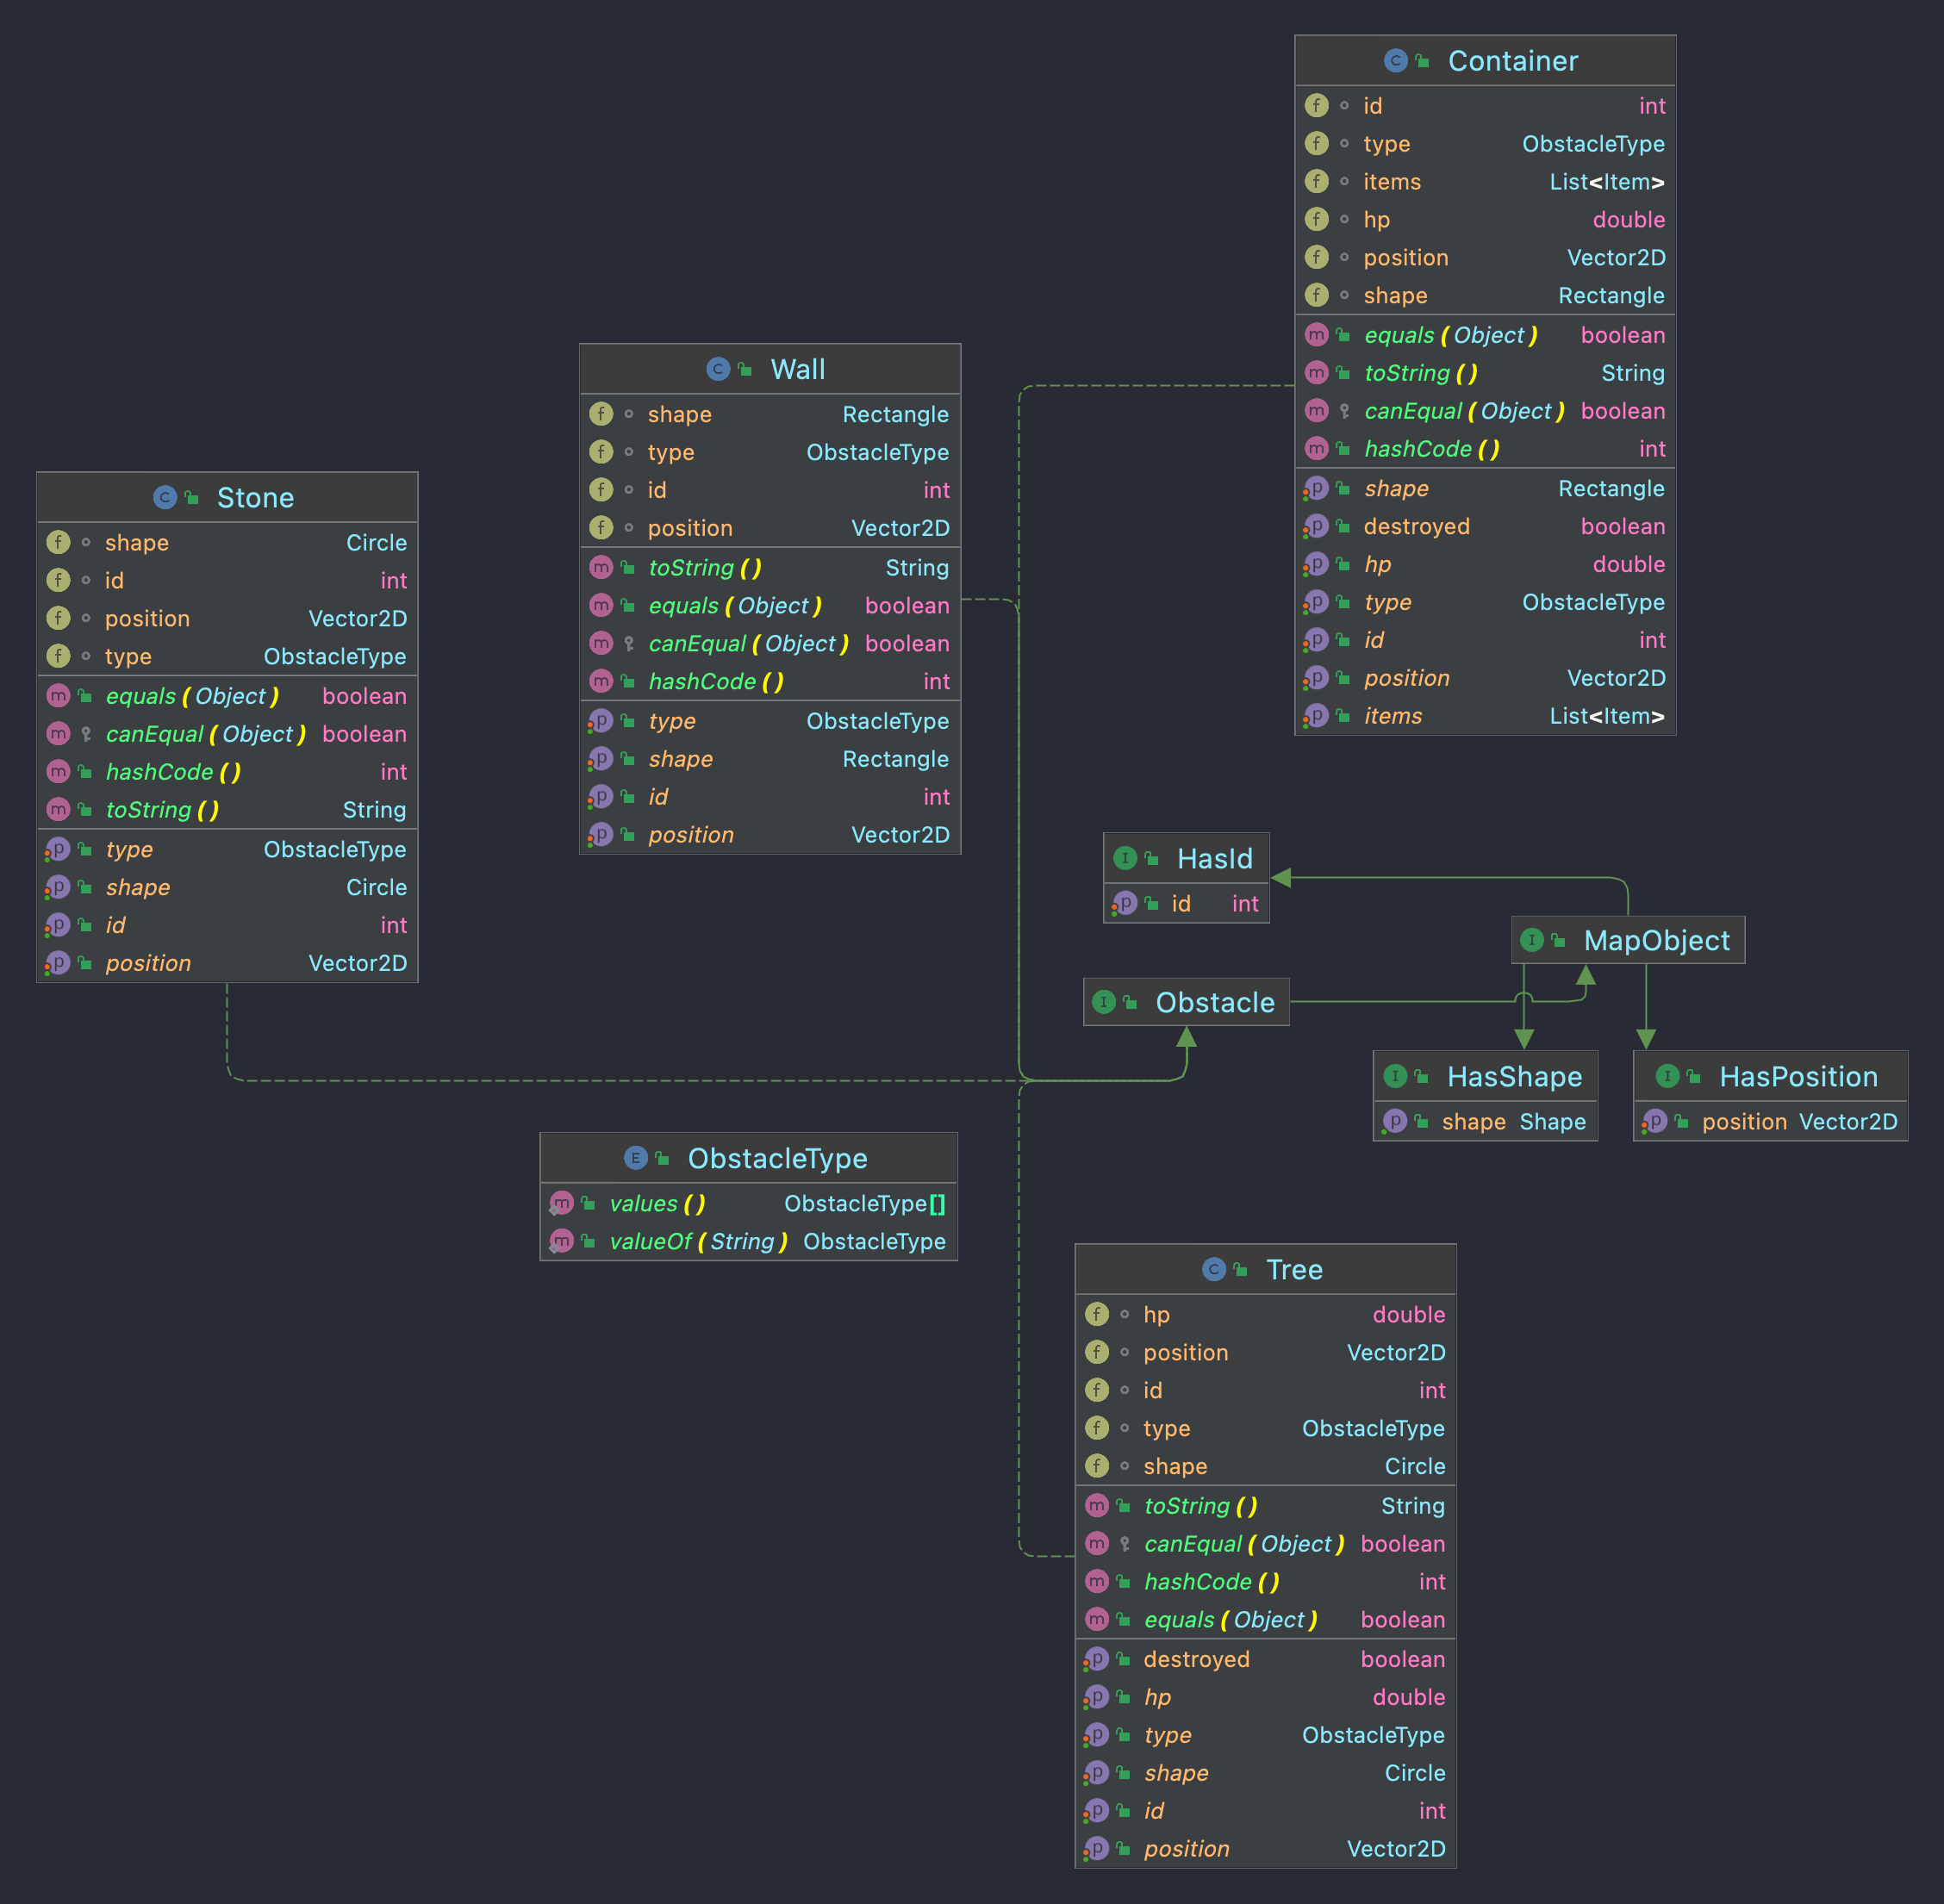 Container
id int
type ObstacleType
items List<Item>
hp double
position Vector2D
shape Rectangle
equals(Object) boolean
toString() String
canEqual(Object) boolean
hashCode() int
shape Rectangle
destroyed boolean
hp double
type ObstacleType
id int
position Vector2D
items List<Item>
Wall
shape Rectangle
type ObstacleType
id int
position Vector2D
toString() String
equals(Object) boolean
canEqual(Object) boolean
hashCode() int
type ObstacleType
shape Rectangle
id int
position Vector2D
Stone
shape Circle
id int
position Vector2D
type ObstacleType
equals(Object) boolean
canEqual(Object) boolean
hashCode() int
toString() String
type ObstacleType
shape Circle
id int
position Vector2D
HasId
id int
MapObject
Obstacle
HasShape
shape Shape
HasPosition
position Vector2D
ObstacleType
values() ObstacleType[]
valueOf(String) ObstacleType
Tree
hp double
position Vector2D
id int
type ObstacleType
shape Circle
toString() String
canEqual(Object) boolean
hashCode() int
equals(Object) boolean
destroyed boolean
hp double
type ObstacleType
shape Circle
id int
position Vector2D